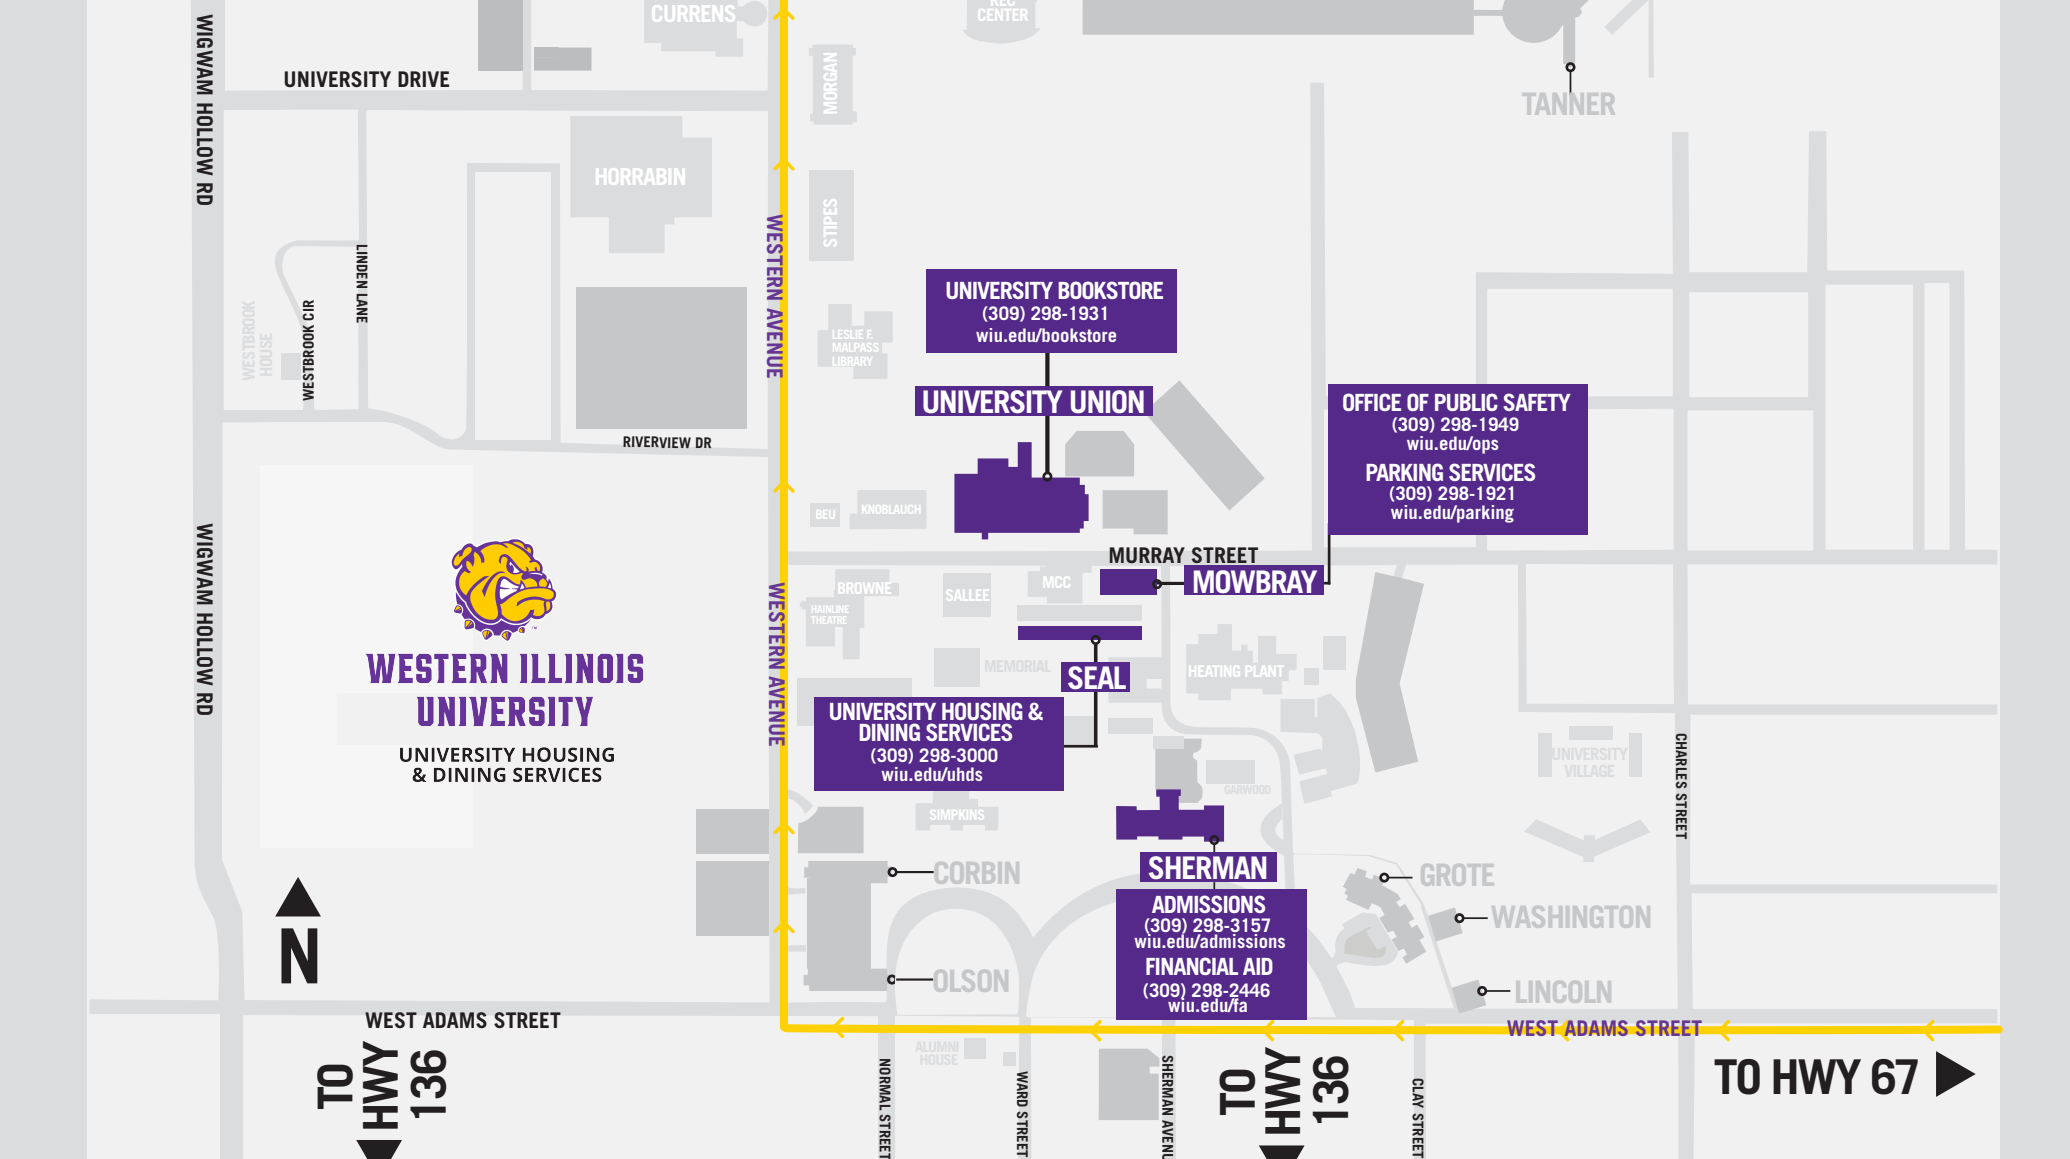 CURRENS
REC
CENTER
WIGWAM HOLLOW RD
UNIVERSITY DRIVE
MORGAN
TANNER
HORRABIN
STIPES
WESTERN AVENUE
LINDEN LANE
WESTBROOK CIR
WESTBROOK
HOUSE
UNIVERSITY BOOKSTORE
(309) 298-1931
wiu.edu/bookstore
LESLIE F.
MALPASS
LIBRARY
UNIVERSITY UNION
OFFICE OF PUBLIC SAFETY
(309) 298-1949
wiu.edu/ops
PARKING SERVICES
(309) 298-1921
wiu.edu/parking
RIVERVIEW DR
BEU
KNOBLAUCH
MURRAY STREET
MOWBRAY
WIGWAM HOLLOW RD
WESTERN AVENUE
BROWNE
SALLEE
MCC
HAINLINE
THEATRE
MEMORIAL
SEAL
HEATING PLANT
™
WESTERN ILLINOIS
UNIVERSITY
UNIVERSITY HOUSING
& DINING SERVICES
UNIVERSITY HOUSING &
DINING SERVICES
(309) 298-3000
wiu.edu/uhds
UNIVERSITY
VILLAGE
CHARLES STREET
GARWOOD
SIMPKINS
SHERMAN
ADMISSIONS
(309) 298-3157
wiu.edu/admissions
FINANCIAL AID
(309) 298-2446
wiu.edu/fa
CORBIN
GROTE
WASHINGTON
OLSON
LINCOLN
N
WEST ADAMS STREET
WEST ADAMS STREET
ALUMNI
HOUSE
TO
HWY
136
NORMAL STREET
WARD STREET
SHERMAN AVENU
TO
HWY
136
CLAY STREET
TO HWY 67